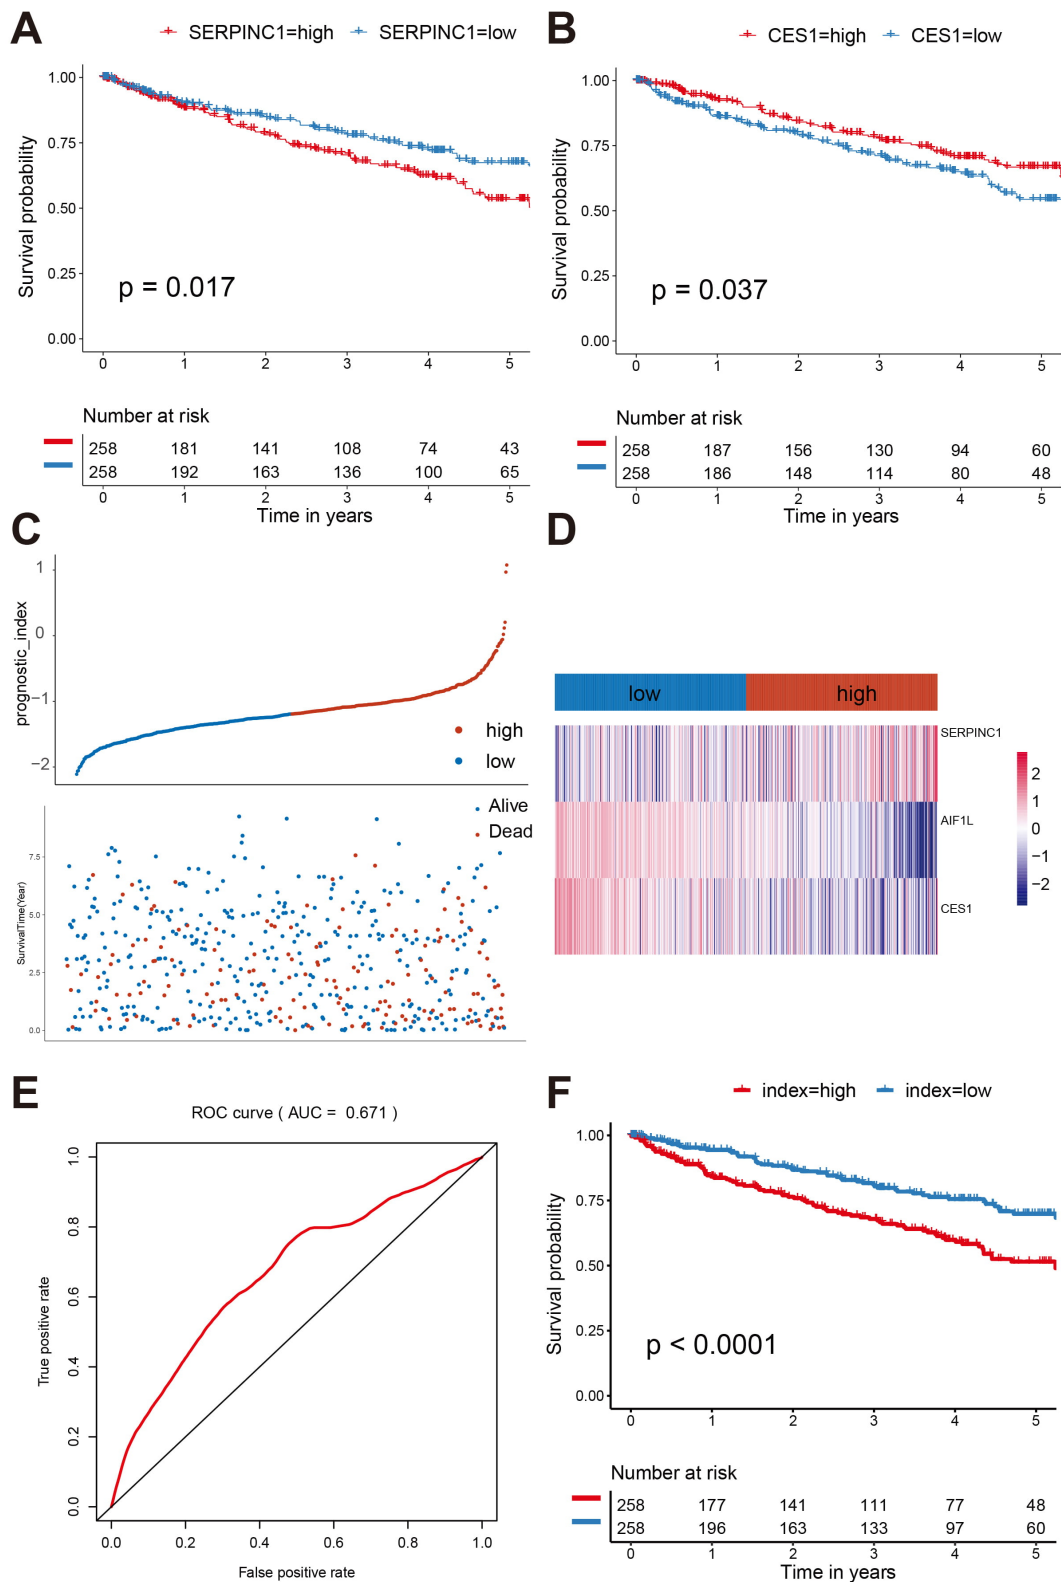 A
SERPINC1=high SERPINC1=low
Survival probability
1.00
0.75
0.50
0.25
0.00
p = 0.017
0 1 2 3 4 5
Number at risk
258 181 141 108 74 43
258 192 163 136 100 65
0 1 2 3 4 5
Time in years
B
CES1=high CES1=low
Survival probability
1.00
0.75
0.50
0.25
0.00
p = 0.037
0 1 2 3 4 5
Number at risk
258 187 156 130 94 60
258 186 148 114 80 48
0 1 2 3 4 5
Time in years
C
prognostic_index
1
0
−1
−2
high
low
Alive
Dead
SurvivalTime(Year)
7.5
5.0
2.5
0.0
D
low high
SERPINC1
AIF1L
CES1
2
1
0
−1
−2
E
ROC curve ( AUC = 0.671 )
True positive rate
1.0
0.8
0.6
0.4
0.2
0.0
0.0 0.2 0.4 0.6 0.8 1.0
False positive rate
F
index=high index=low
Survival probability
1.00
0.75
0.50
0.25
0.00
p < 0.0001
0 1 2 3 4 5
Number at risk
258 177 141 111 77 48
258 196 163 133 97 60
0 1 2 3 4 5
Time in years